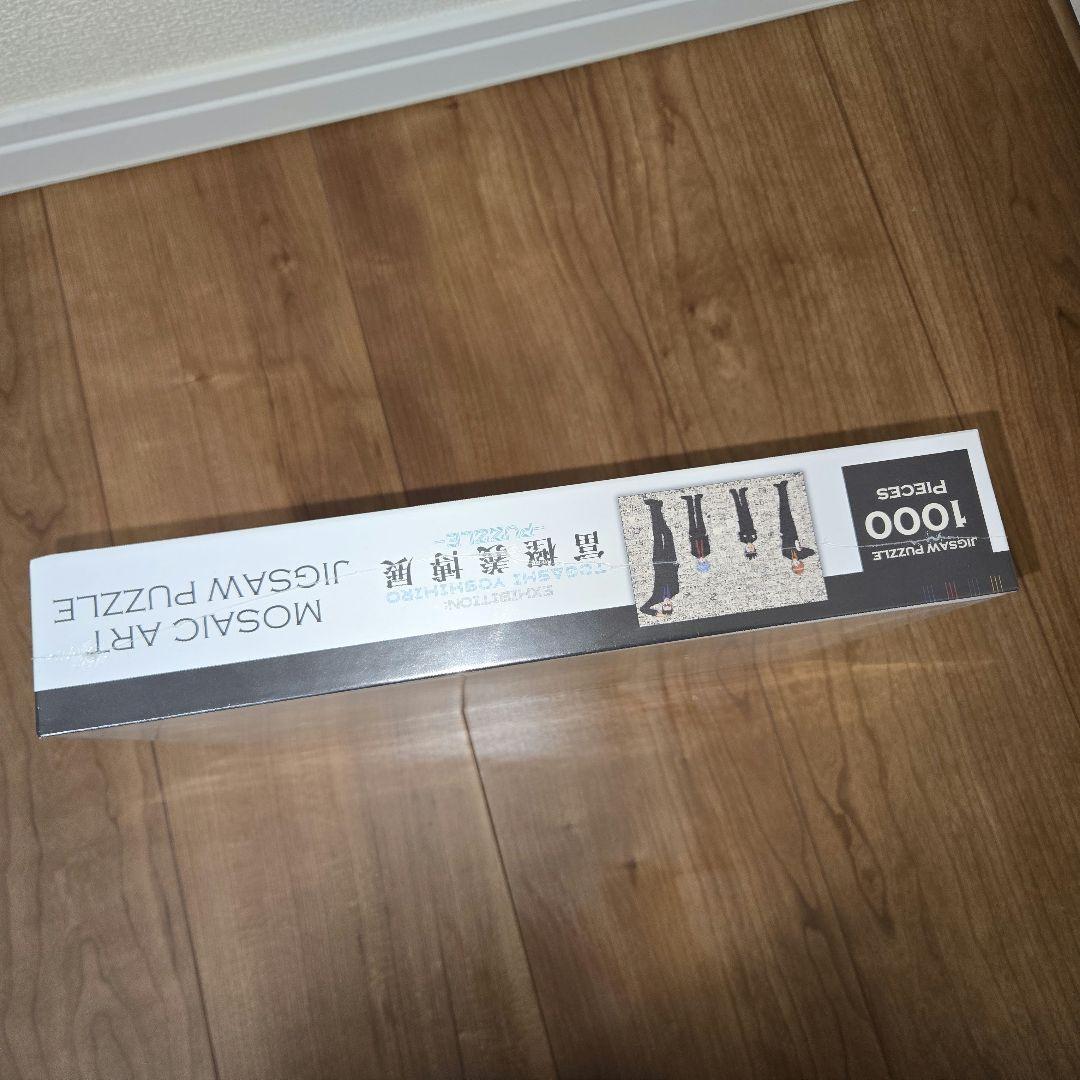 JIGSAW PUZZLE
1000
PIECES
EXHIBITION:
TOGASHI YOSHIHIRO
冨樫義博展
-PUZZLE-
MOSAIC ART
JIGSAW PUZZLE